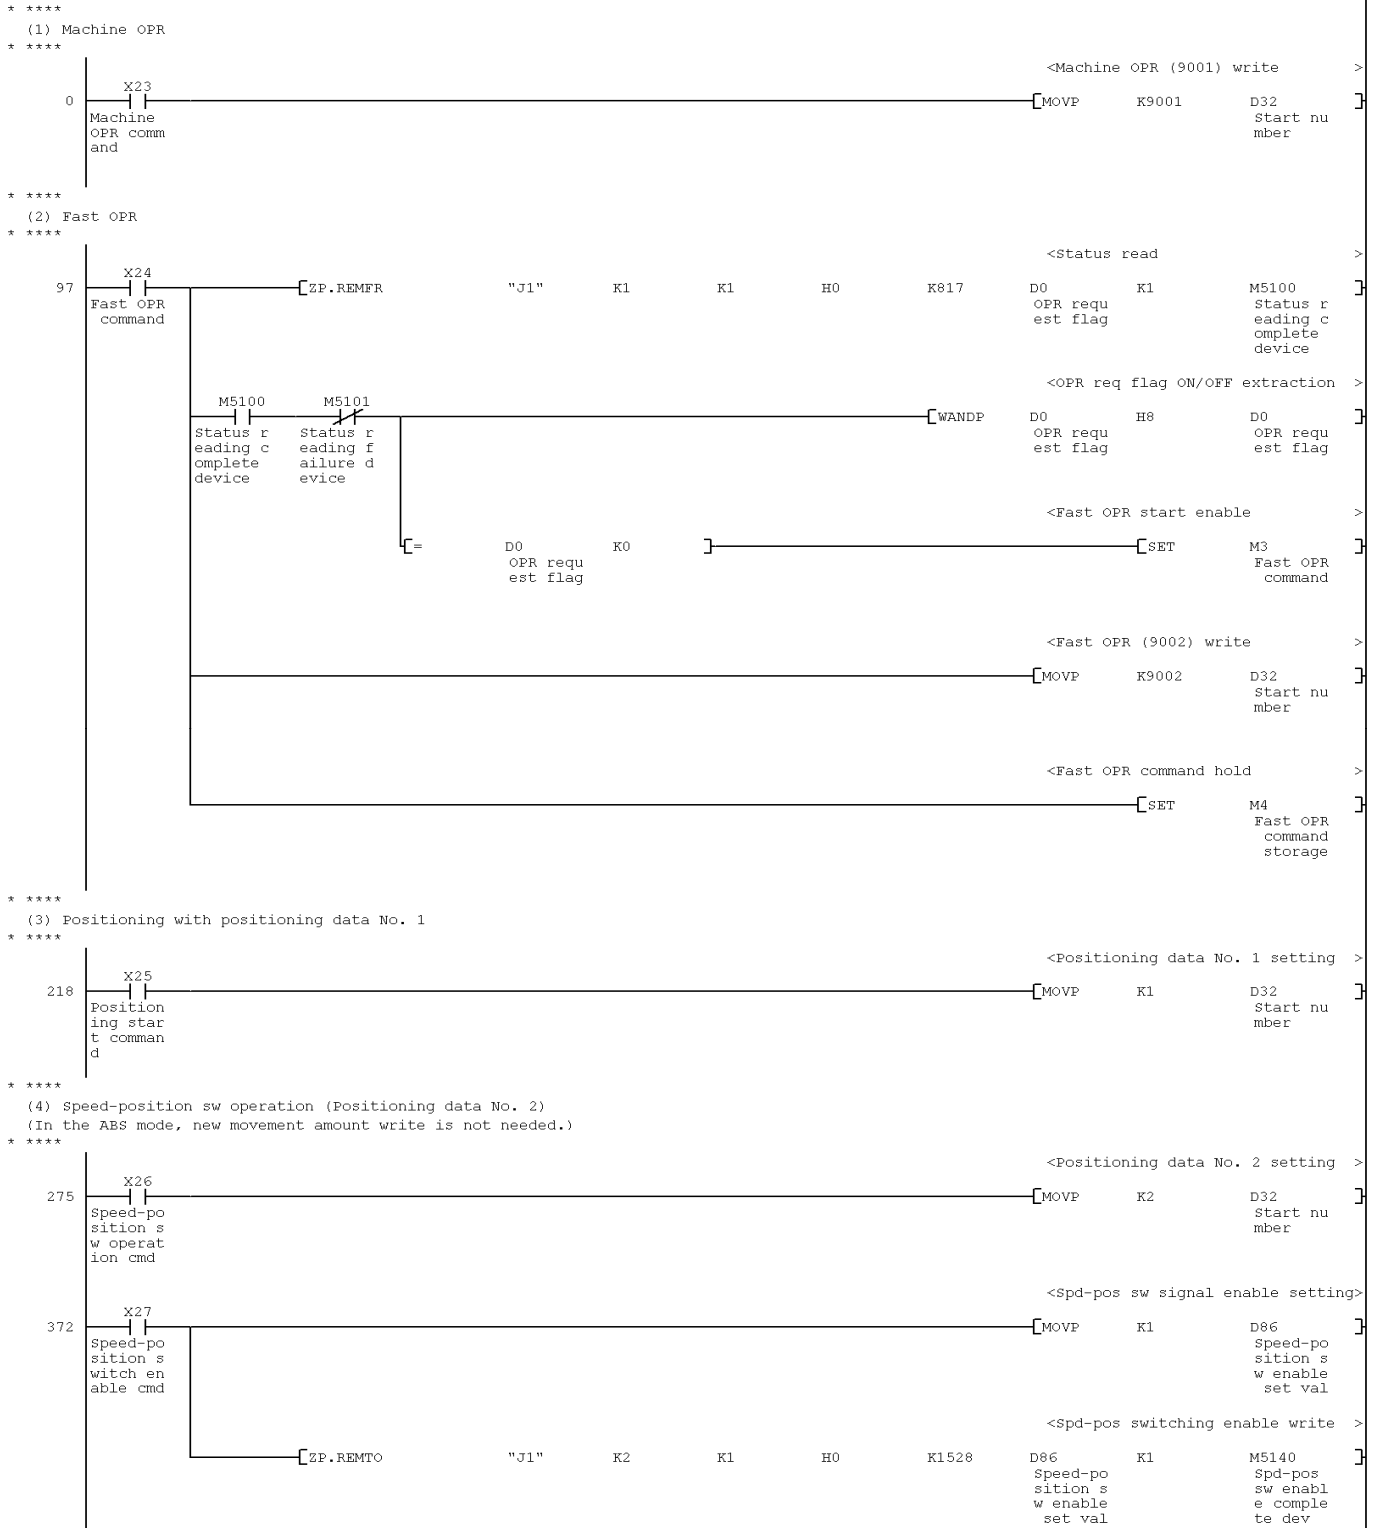 * ****
(1) Machine OPR
* ****
<Machine OPR (9001) write >
X23
0 [MOVP K9001 D32 ]
Machine Start nu
OPR comm mber
and
* ****
(2) Fast OPR
* ****
<Status read >
X24
97 [ZP.REMFR "J1" K1 K1 H0 K817 D0 K1 M5100 ]
Fast OPR OPR requ Status r
command est flag eading c
omplete
device
<OPR req flag ON/OFF extraction >
M5100 M5101
[WANDP D0 H8 D0 ]
Status r Status r OPR requ OPR requ
eading c eading f est flag est flag
omplete ailure d
device evice
<Fast OPR start enable >
[= D0 K0 ] [SET M3 ]
OPR requ Fast OPR
est flag command
<Fast OPR (9002) write >
[MOVP K9002 D32 ]
Start nu
mber
<Fast OPR command hold >
[SET M4 ]
Fast OPR
command
storage
* ****
(3) Positioning with positioning data No. 1
* ****
<Positioning data No. 1 setting >
X25
218 [MOVP K1 D32 ]
Position Start nu
ing star mber
t comman
d
* ****
(4) Speed-position sw operation (Positioning data No. 2)
(In the ABS mode, new movement amount write is not needed.)
* ****
<Positioning data No. 2 setting >
X26
275 [MOVP K2 D32 ]
Speed-po Start nu
sition s mber
w operat
ion cmd
<Spd-pos sw signal enable setting>
X27
372 [MOVP K1 D86 ]
Speed-po Speed-po
sition s sition s
witch en w enable
able cmd set val
<Spd-pos switching enable write >
[ZP.REMTO "J1" K2 K1 H0 K1528 D86 K1 M5140 ]
Speed-po Spd-pos
sition s sw enabl
w enable e comple
set val te dev